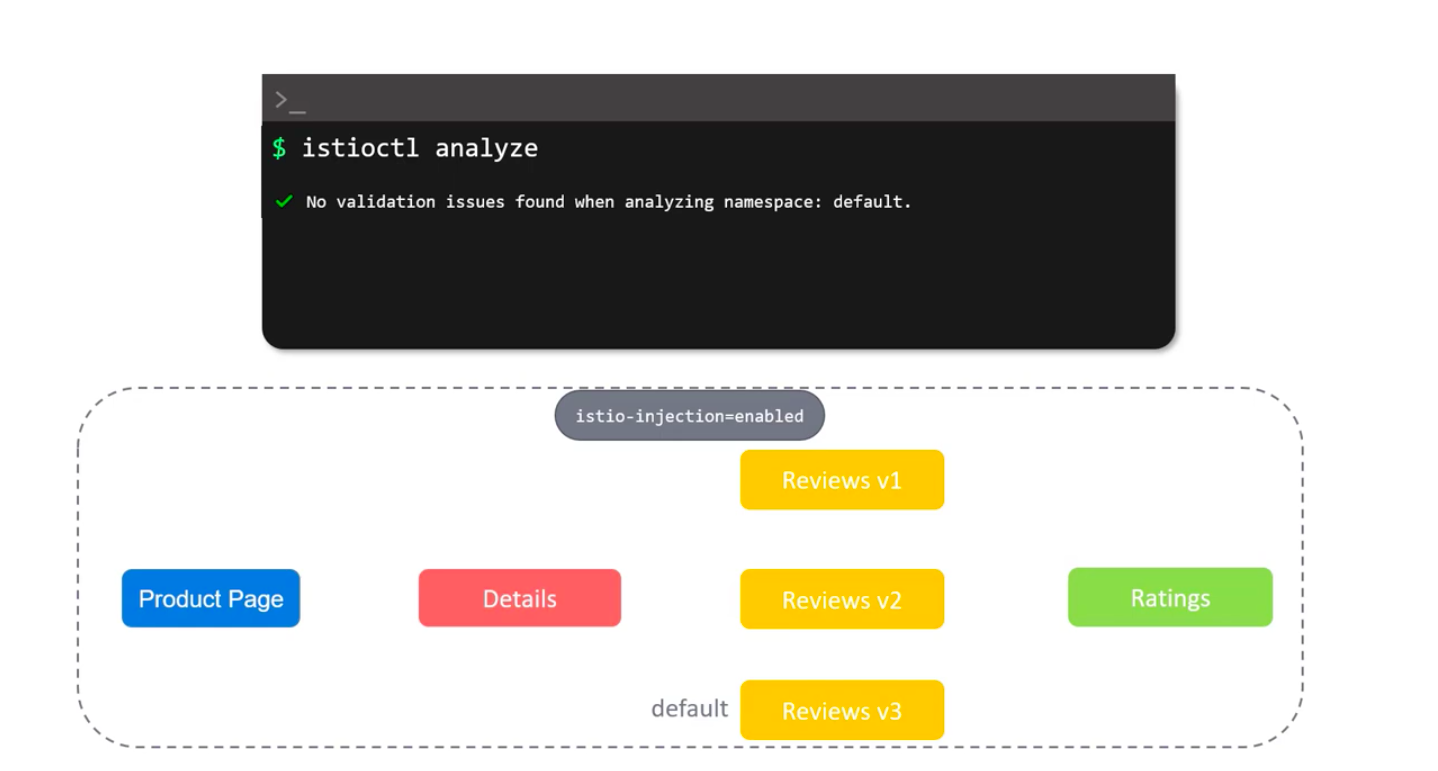 >_
$ istioctl analyze
✓ No validation issues found when analyzing namespace: default.
istio-injection=enabled
Reviews v1
Product Page
Details
Reviews v2
Ratings
default
Reviews v3